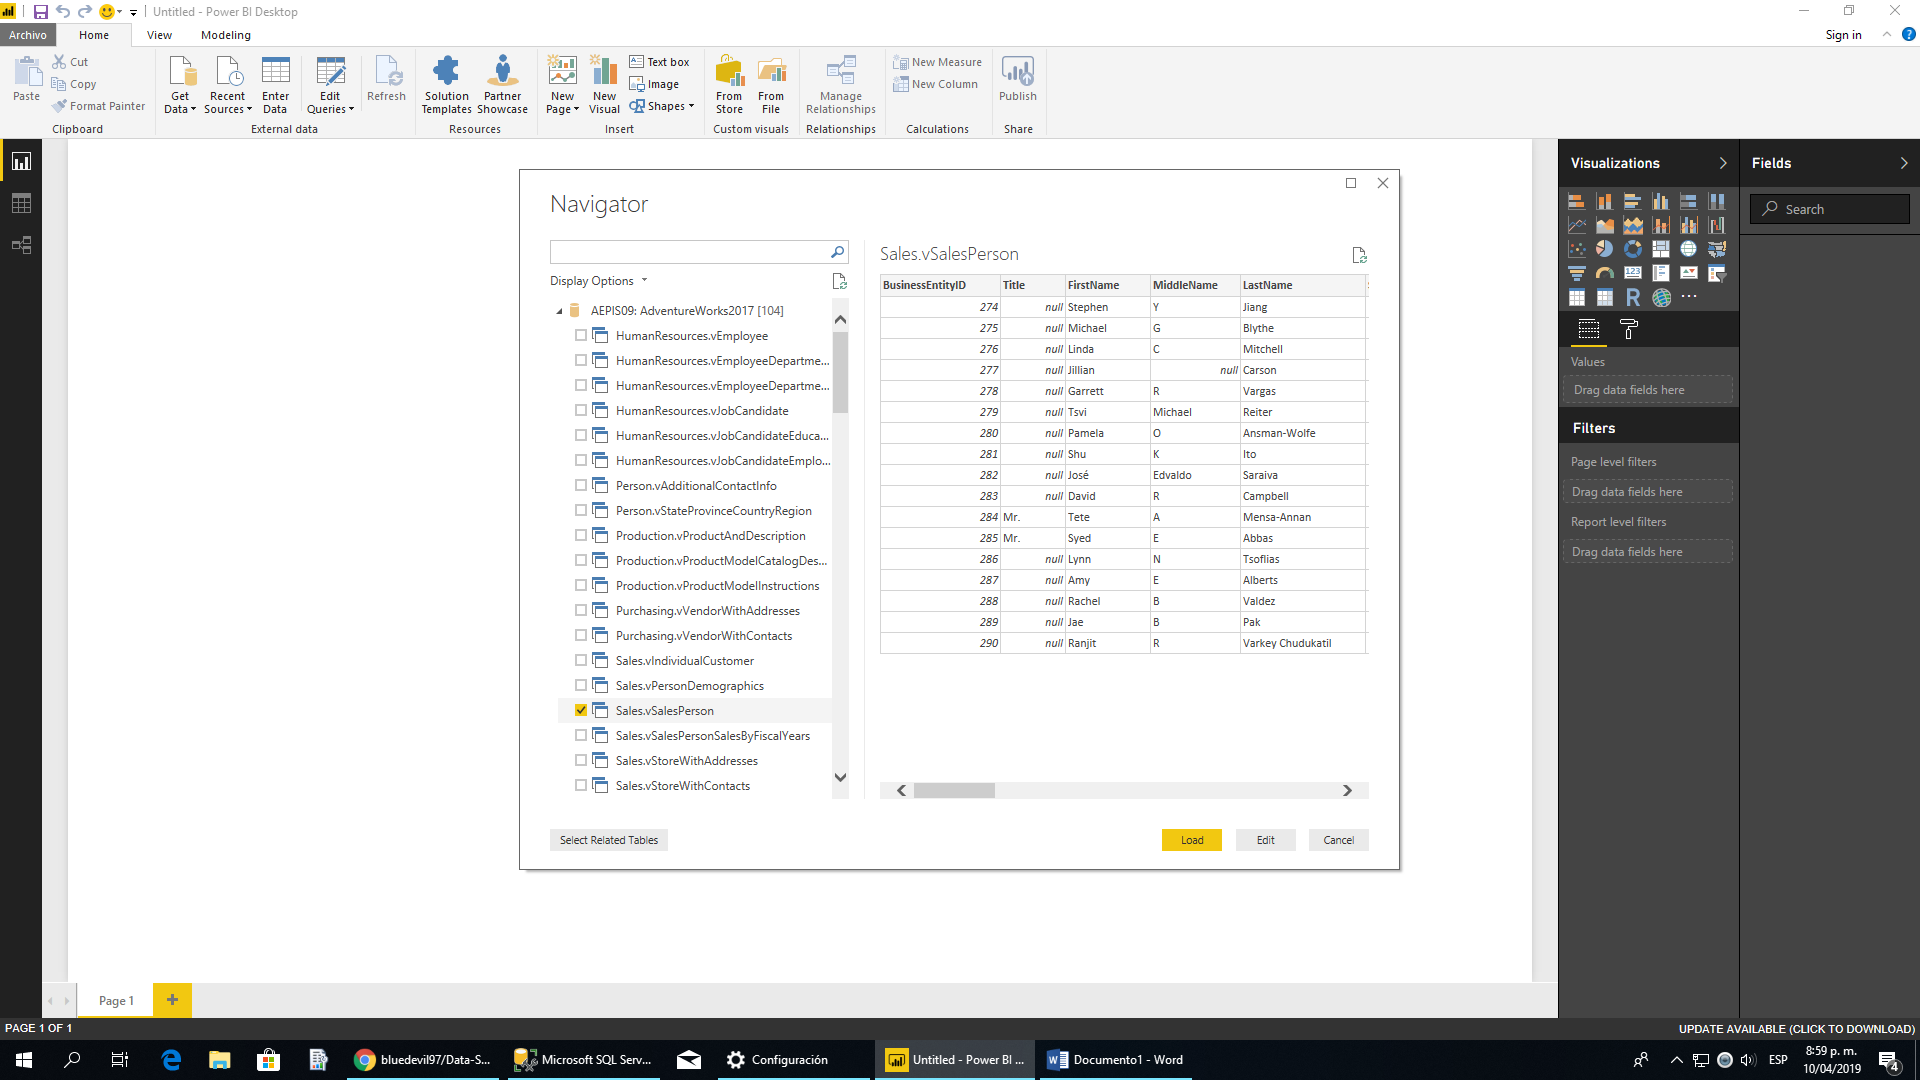 Untitled - Power BI Desktop
Archivo Home View Modeling Sign in
Paste Cut
Copy
Format Painter
Clipboard
Get Data Recent Sources Enter Data Edit Queries
External data
Refresh
Solution Templates Partner Showcase
Resources
New Page New Visual Text box
Image
Shapes
Insert
From Store From File
Custom visuals
Manage Relationships
Relationships
New Measure
New Column
Calculations
Publish
Share
Navigator
Display Options
AEPIS09: AdventureWorks2017 [104]
HumanResources.vEmployee
HumanResources.vEmployeeDepartme...
HumanResources.vEmployeeDepartme...
HumanResources.vJobCandidate
HumanResources.vJobCandidateEduca...
HumanResources.vJobCandidateEmplo...
Person.vAdditionalContactInfo
Person.vStateProvinceCountryRegion
Production.vProductAndDescription
Production.vProductModelCatalogDes...
Production.vProductModelInstructions
Purchasing.vVendorWithAddresses
Purchasing.vVendorWithContacts
Sales.vIndividualCustomer
Sales.vPersonDemographics
Sales.vSalesPerson
Sales.vSalesPersonSalesByFiscalYears
Sales.vStoreWithAddresses
Sales.vStoreWithContacts
Select Related Tables
Sales.vSalesPerson
BusinessEntityID Title FirstName MiddleName LastName
274 null Stephen Y Jiang
275 null Michael G Blythe
276 null Linda C Mitchell
277 null Jillian null Carson
278 null Garrett R Vargas
279 null Tsvi Michael Reiter
280 null Pamela O Ansman-Wolfe
281 null Shu K Ito
282 null José Edvaldo Saraiva
283 null David R Campbell
284 Mr. Tete A Mensa-Annan
285 Mr. Syed E Abbas
286 null Lynn N Tsoflias
287 null Amy E Alberts
288 null Rachel B Valdez
289 null Jae B Pak
290 null Ranjit R Varkey Chudukatil
Load Edit Cancel
Visualizations
Values
Drag data fields here
Filters
Page level filters
Drag data fields here
Report level filters
Drag data fields here
Fields
Search
Page 1
PAGE 1 OF 1 UPDATE AVAILABLE (CLICK TO DOWNLOAD)
bluedevil97/Data-S... Microsoft SQL Serv... Configuración Untitled - Power BI ... Documento1 - Word ESP 8:59 p. m.
10/04/2019
4